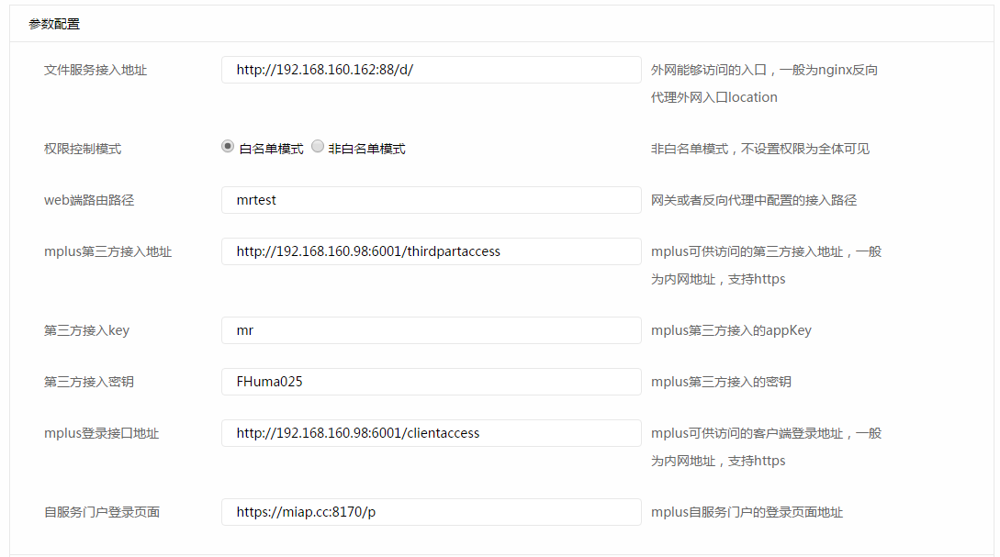 参数配置
文件服务接入地址
http://192.168.160.162:88/d/
外网能够访问的入口，一般为nginx反向
代理外网入口location
权限控制模式
白名单模式 非白名单模式
非白名单模式，不设置权限为全体可见
web端路由路径
mrtest
网关或者反向代理中配置的接入路径
mplus第三方接入地址
http://192.168.160.98:6001/thirdpartaccess
mplus可供访问的第三方接入地址，一般
为内网地址，支持https
第三方接入key
mr
mplus第三方接入的appKey
第三方接入密钥
FHuma025
mplus第三方接入的密钥
mplus登录接口地址
http://192.168.160.98:6001/clientaccess
mplus可供访问的客户端登录地址，一般
为内网地址，支持https
自服务门户登录页面
https://miap.cc:8170/p
mplus自服务门户的登录页面地址